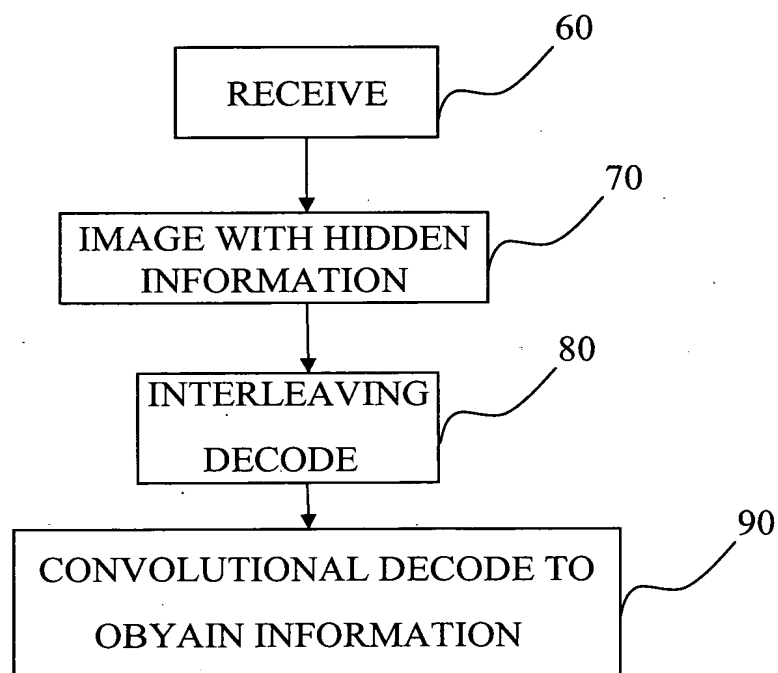 60
RECEIVE
70
IMAGE WITH HIDDEN
INFORMATION
80
INTERLEAVING
DECODE
90
CONVOLUTIONAL DECODE TO
OBYAIN INFORMATION